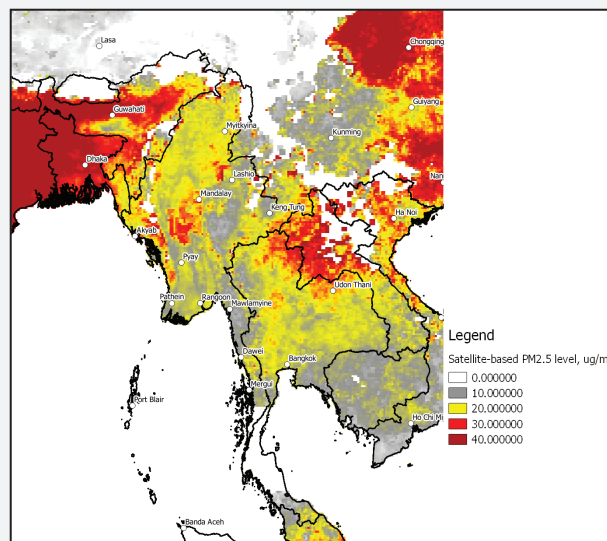 Lasa
Chongqing
Guwahati
Guiyang
Myitkyina
Kunming
Dhaka
Lashio
Nan
Mandalay
Keng Tung
Ha Noi
Akyab
Pyay
Udon Thani
Pathein
Rangoon
Mawlamyine
Legend
Dawei
Satellite-based PM2.5 level, ug/m
Bangkok
0.000000
Mergui
10.000000
Port Blair
20.000000
Ho Chi Mi
30.000000
40.000000
Banda Aceh